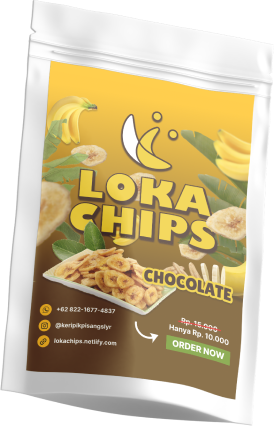 LOKA
CHIPS
CHOCOLATE
Rp. 15.000
Hanya Rp. 10.000
ORDER NOW
+62 822-1677-4837
@keripikpisangslyr
lokachips.netlify.com